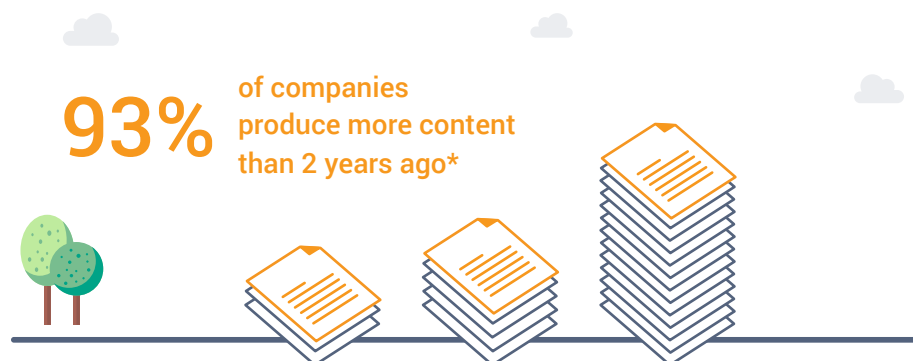 93%
of companies
produce more content
than 2 years ago*